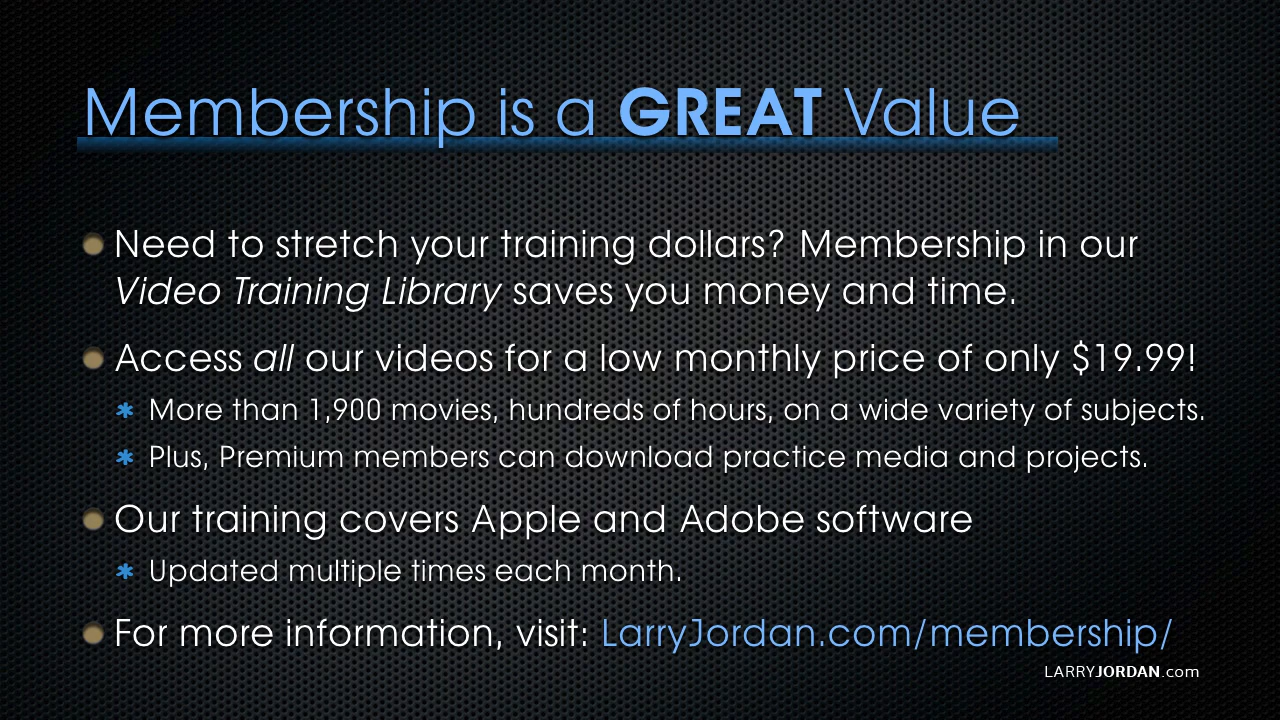 Membership is a GREAT Value
Need to stretch your training dollars? Membership in our
Video Training Library saves you money and time.
Access all our videos for a low monthly price of only $19.99!
More than 1,900 movies, hundreds of hours, on a wide variety of subjects.
Plus, Premium members can download practice media and projects.
Our training covers Apple and Adobe software
Updated multiple times each month.
For more information, visit: LarryJordan.com/membership/
LARRYJORDAN.com